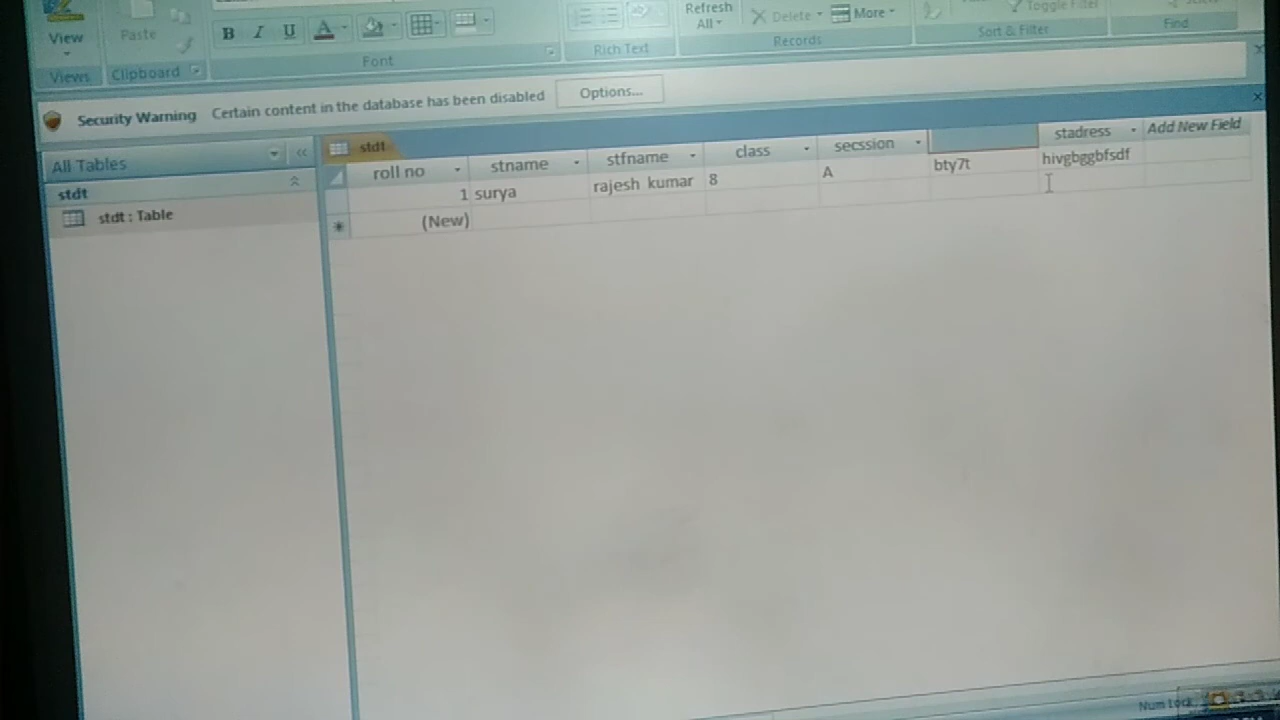 View
Paste
B I U A
Refresh
All
Delete
More
Toggle Filter
Views
Clipboard
Font
Rich Text
Records
Sort & Filter
Find
Security Warning Certain content in the database has been disabled Options...
All Tables
stdt
stdt : Table
stdt
roll no stname stfname class secssion stadress Add New Field
1 surya rajesh kumar 8 A bty7t hivgbggbfsdf
(New)
Num Lock